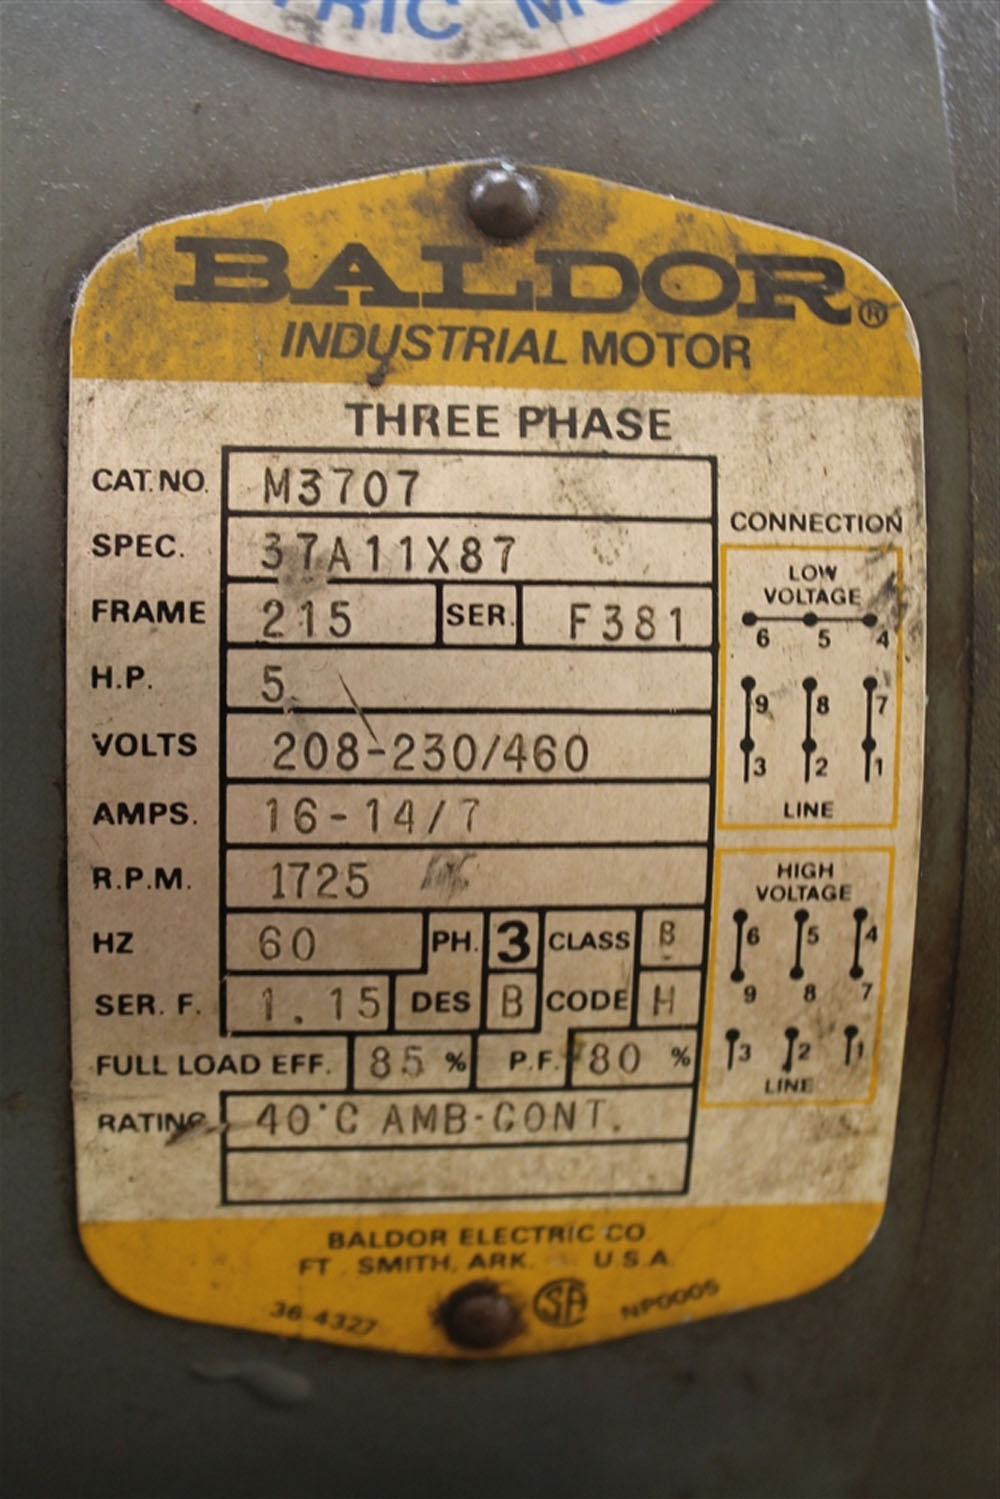 BALDOR®
INDUSTRIAL MOTOR
THREE PHASE
CAT. NO. M3707
SPEC. 37A11X87
FRAME 215 SER. F381
H.P. 5
VOLTS 208-230/460
AMPS. 16-14/7
R.P.M. 1725
HZ 60 PH. 3 CLASS B
SER. F. 1.15 DES B CODE H
FULL LOAD EFF. 85 % P.F. 80 %
RATING 40°C AMB-CONT.
CONNECTION
LOW
VOLTAGE
6 5 4
9 8 7
3 2 1
LINE
HIGH
VOLTAGE
6 5 4
9 8 7
3 2 1
LINE
BALDOR ELECTRIC CO.
FT. SMITH, ARK. U.S.A.
36-4327 SA NP0005